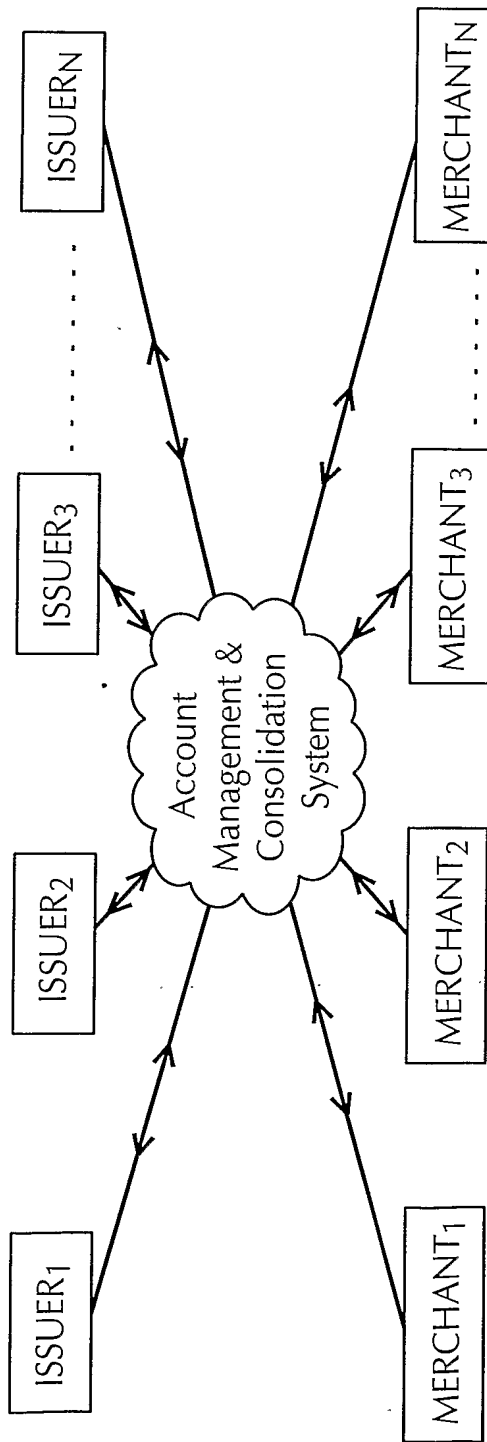 ISSUER₁
ISSUER₂
ISSUER₃
ISSUERN
Account
Management &
Consolidation
System
MERCHANT₁
MERCHANT₂
MERCHANT₃
MERCHANTN